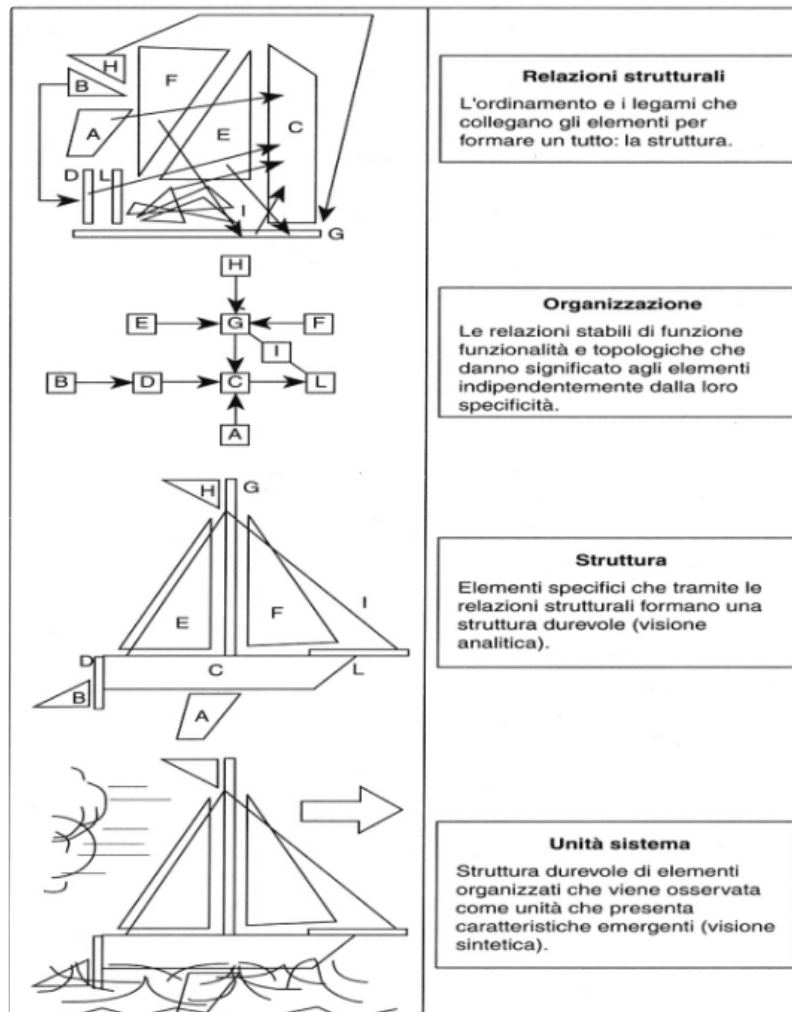 H
B
F
A
E
C
D
L
I
G
Relazioni strutturali
L'ordinamento e i legami che
collegano gli elementi per
formare un tutto: la struttura.
H
E
G
F
I
B
D
C
L
A
Organizzazione
Le relazioni stabili di funzione
funzionalità e topologiche che
danno significato agli elementi
indipendentemente dalla loro
specificità.
H
G
E
F
I
D
C
L
B
A
Struttura
Elementi specifici che tramite le
relazioni strutturali formano una
struttura durevole (visione
analitica).
Unità sistema
Struttura durevole di elementi
organizzati che viene osservata
come unità che presenta
caratteristiche emergenti (visione
sintetica).